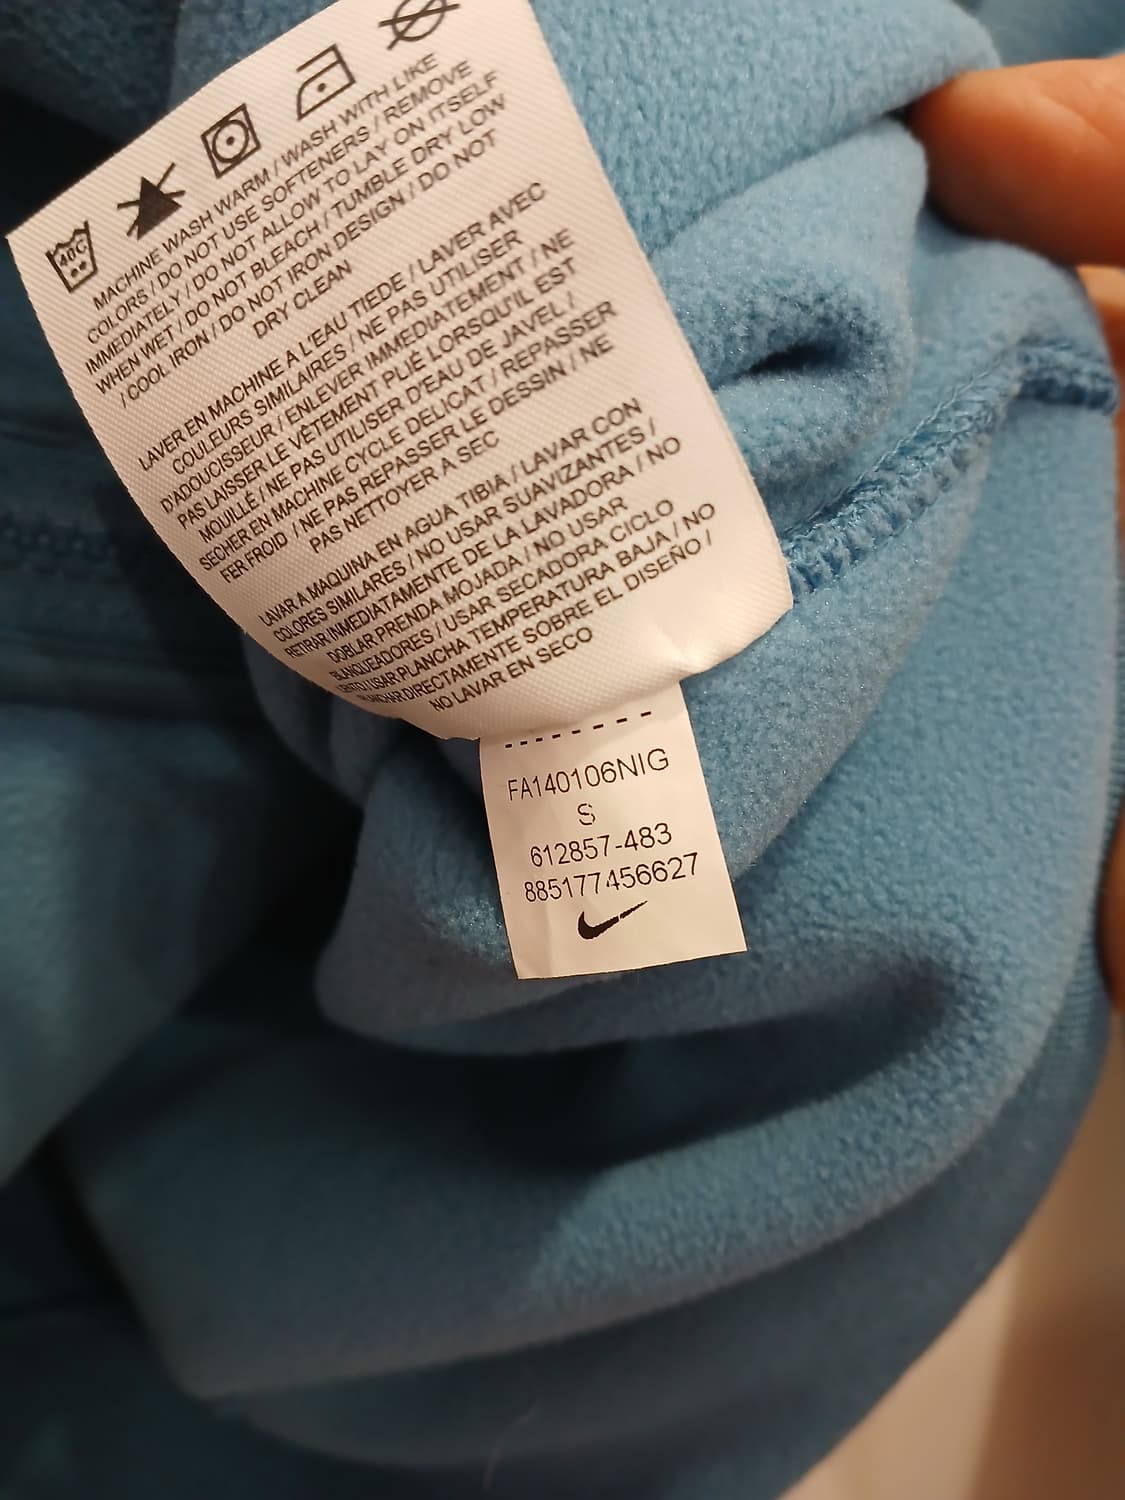 40C
MACHINE WASH WARM / WASH WITH LIKE
COLORS / DO NOT USE SOFTENERS / REMOVE
IMMEDIATELY / DO NOT ALLOW TO LAY ON ITSELF
WHEN WET / DO NOT BLEACH / TUMBLE DRY LOW
/ COOL IRON / DO NOT IRON DESIGN / DO NOT
DRY CLEAN
LAVER EN MACHINE A L'EAU TIEDE / LAVER AVEC
COULEURS SIMILAIRES / NE PAS UTILISER
D'ADOUCISSEUR / ENLEVER IMMEDIATEMENT / NE
PAS LAISSER LE VÊTEMENT PLIÉ LORSQU'IL EST
MOUILLÉ / NE PAS UTILISER D'EAU DE JAVEL /
SECHER EN MACHINE CYCLE DELICAT / REPASSER
FER FROID / NE PAS REPASSER LE DESSIN / NE
PAS NETTOYER A SEC
LAVAR A MAQUINA EN AGUA TIBIA / LAVAR CON
COLORES SIMILARES / NO USAR SUAVIZANTES /
RETIRAR INMEDIATAMENTE DE LA LAVADORA / NO
DOBLAR PRENDA MOJADA / NO USAR
BLANQUEADORES / USAR SECADORA CICLO
LENTO / USAR PLANCHA TEMPERATURA BAJA / NO
PLANCHAR DIRECTAMENTE SOBRE EL DISEÑO /
NO LAVAR EN SECO
FA140106NIG
S
612857-483
885177456627